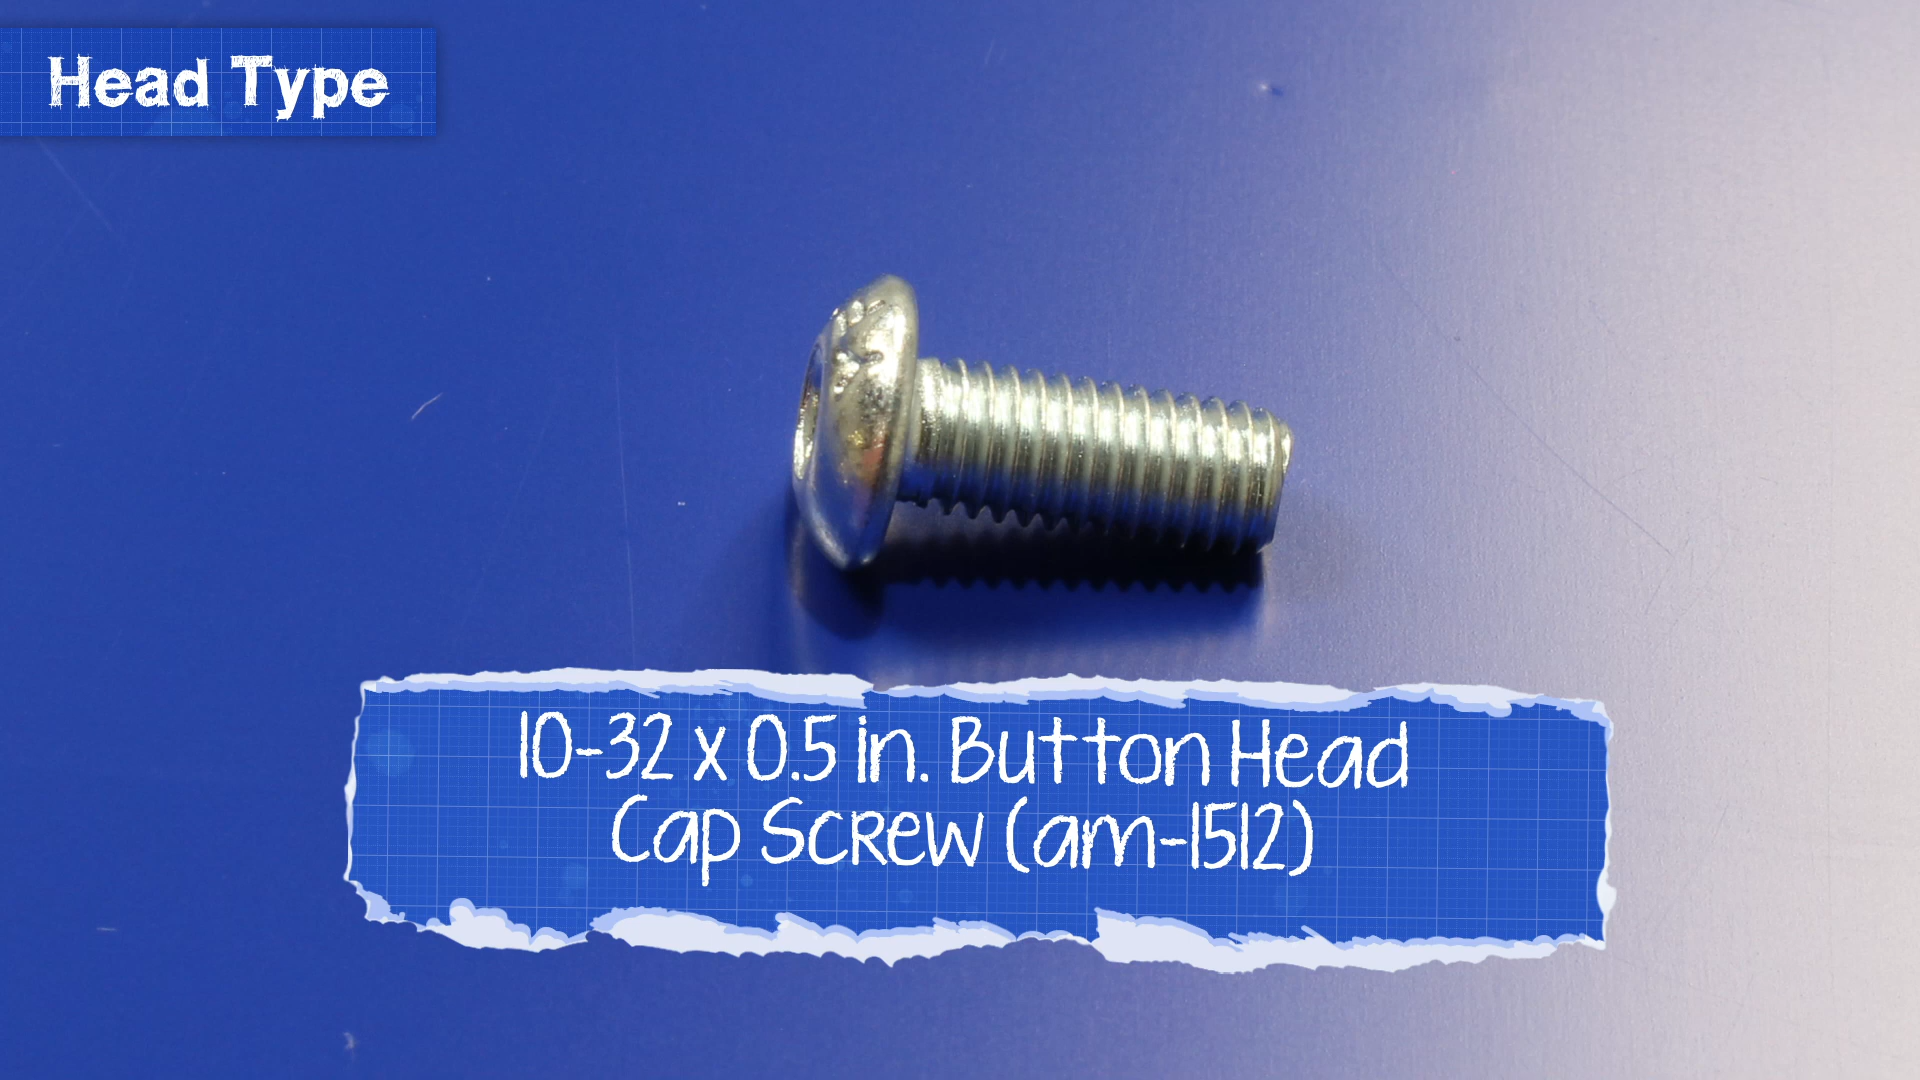 Head Type
10-32 x 0.5 in. Button Head
Cap Screw (am-1512)